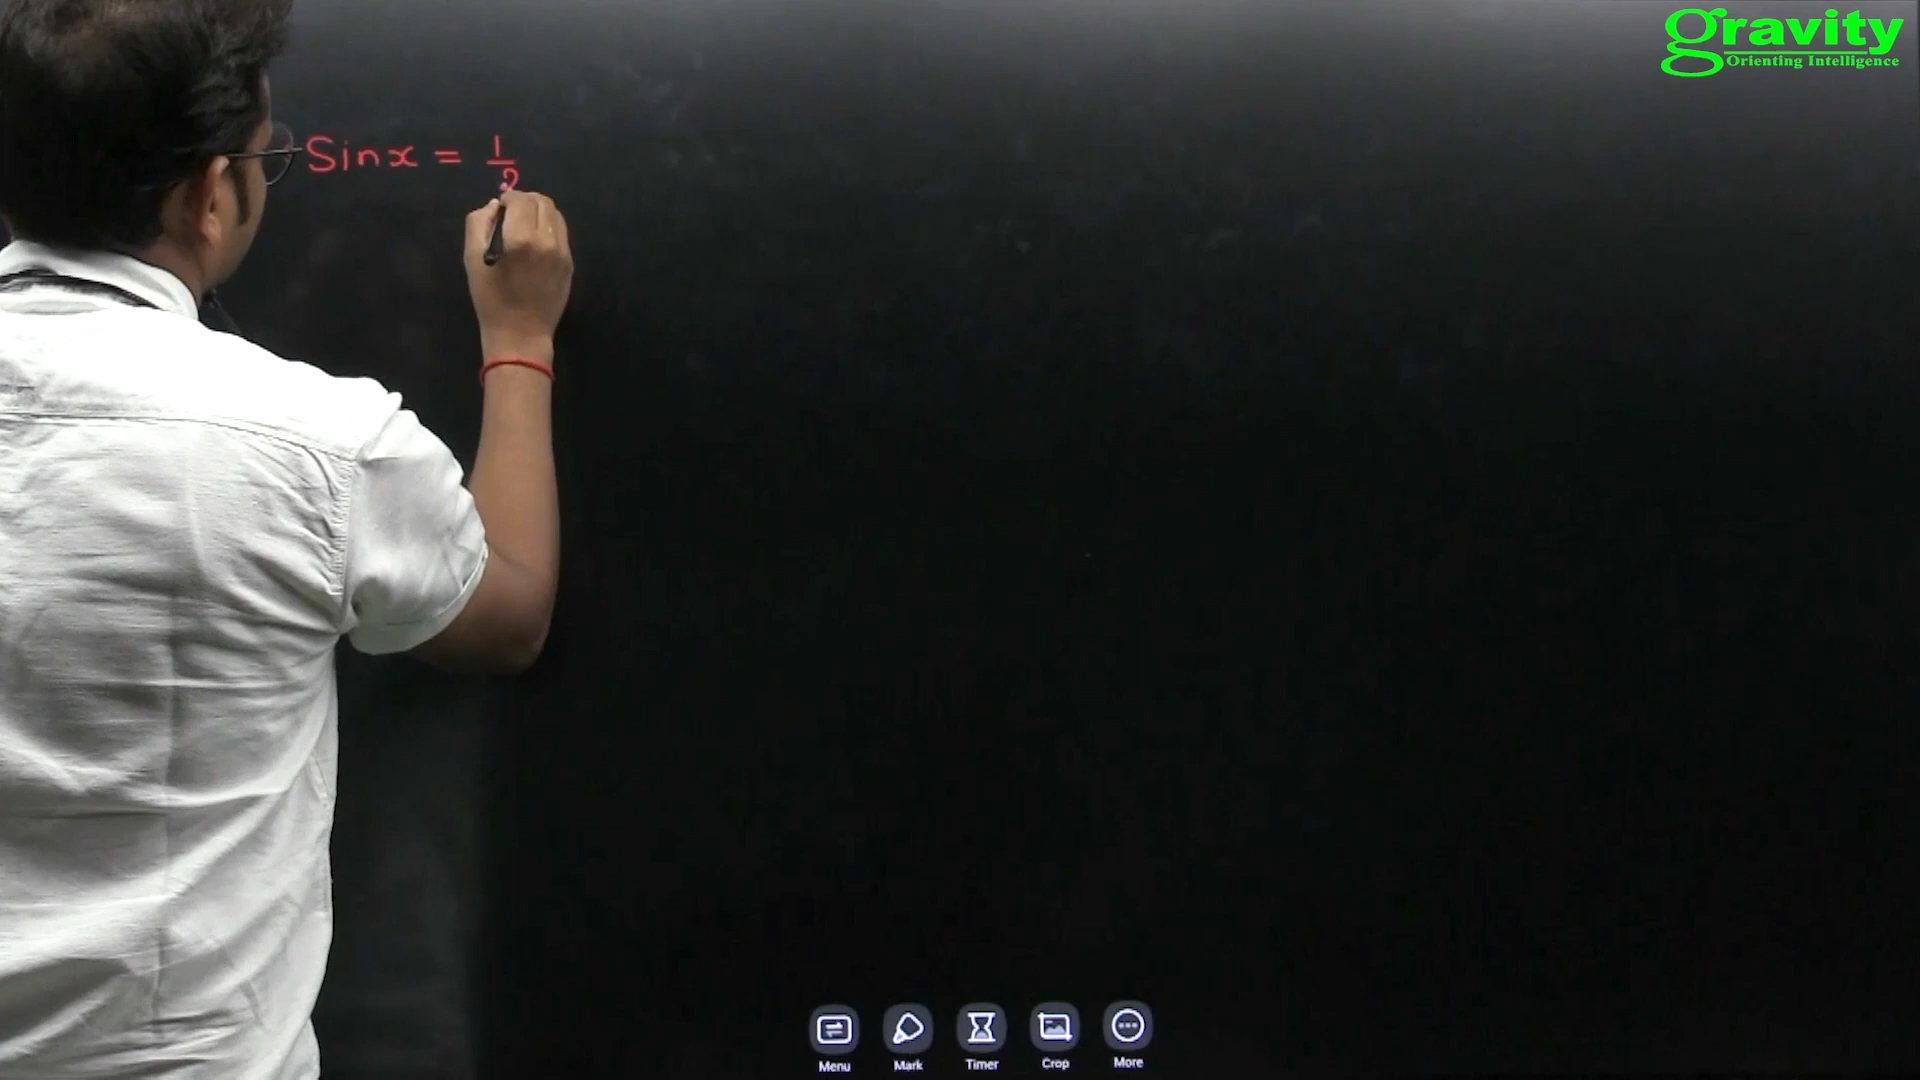 gravity
Orienting Intelligence
Sinx = 1/2
Menu Mark Timer Crop More